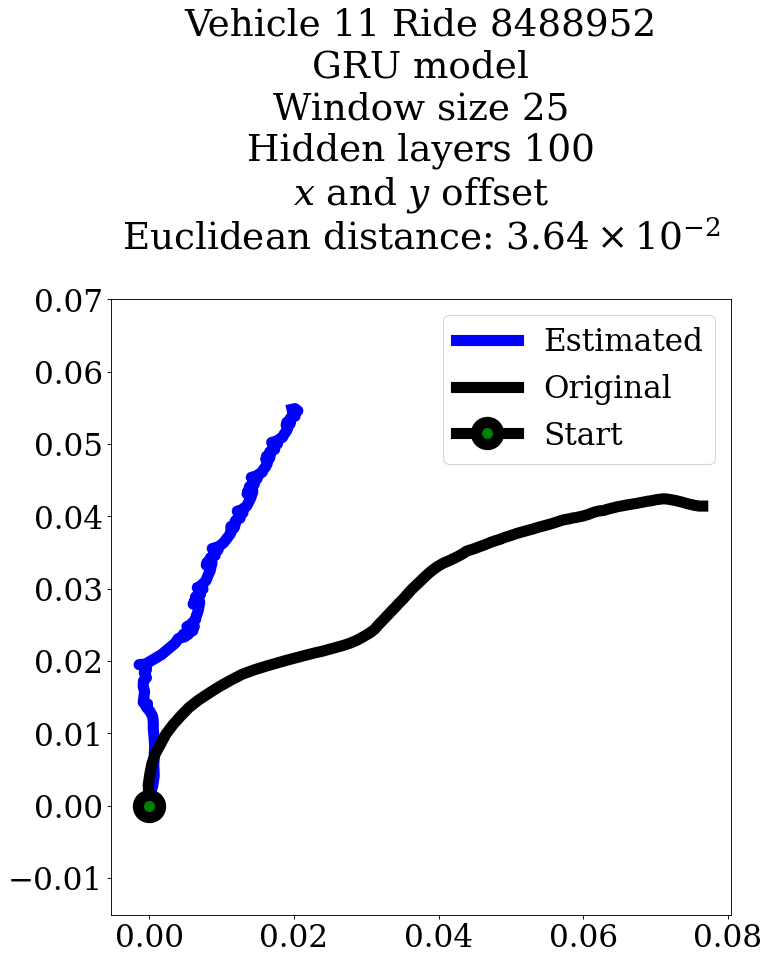 Vehicle 11 Ride 8488952
GRU model
Window size 25
Hidden layers 100
x and y offset
Euclidean distance: 3.64 × 10⁻²
0.07
0.06
0.05
0.04
0.03
0.02
0.01
0.00
−0.01
Estimated
Original
Start
0.00 0.02 0.04 0.06 0.08